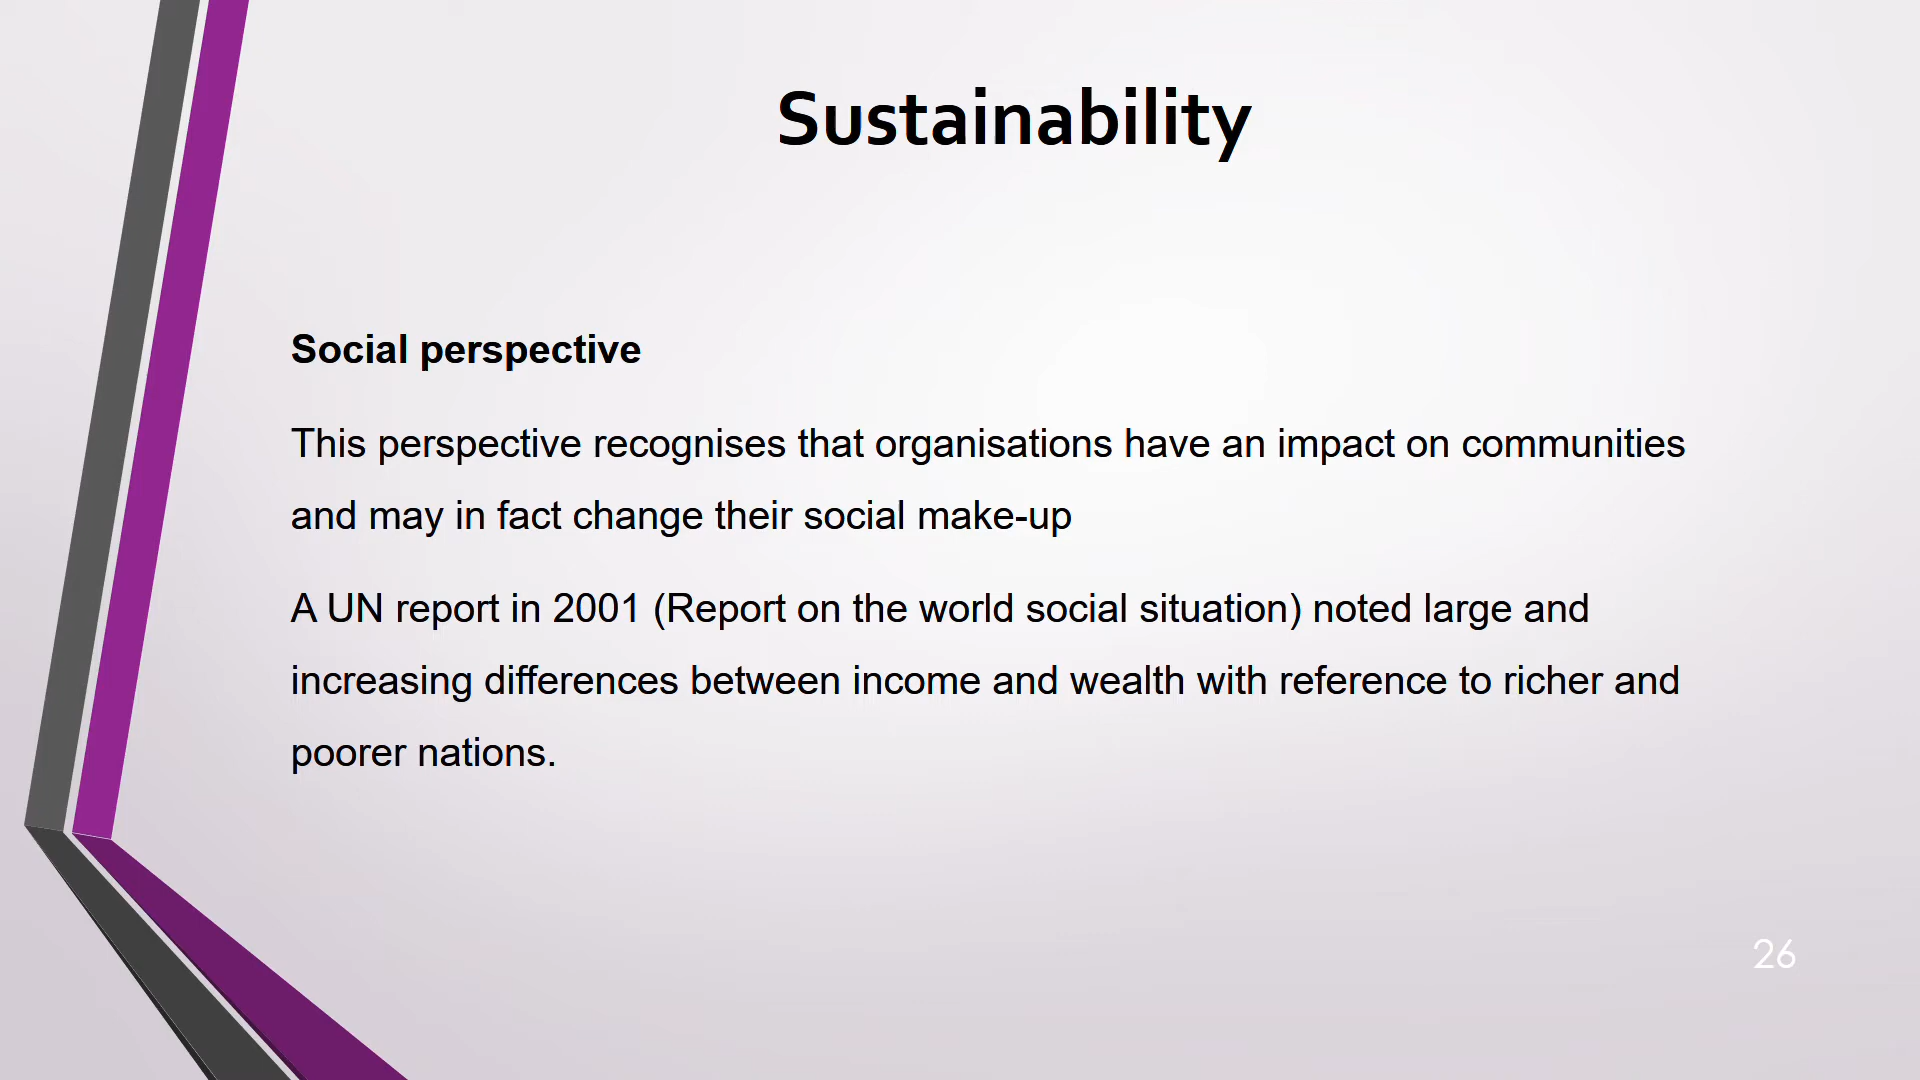 Sustainability
Social perspective
This perspective recognises that organisations have an impact on communities
and may in fact change their social make-up
A UN report in 2001 (Report on the world social situation) noted large and
increasing differences between income and wealth with reference to richer and
poorer nations.
26